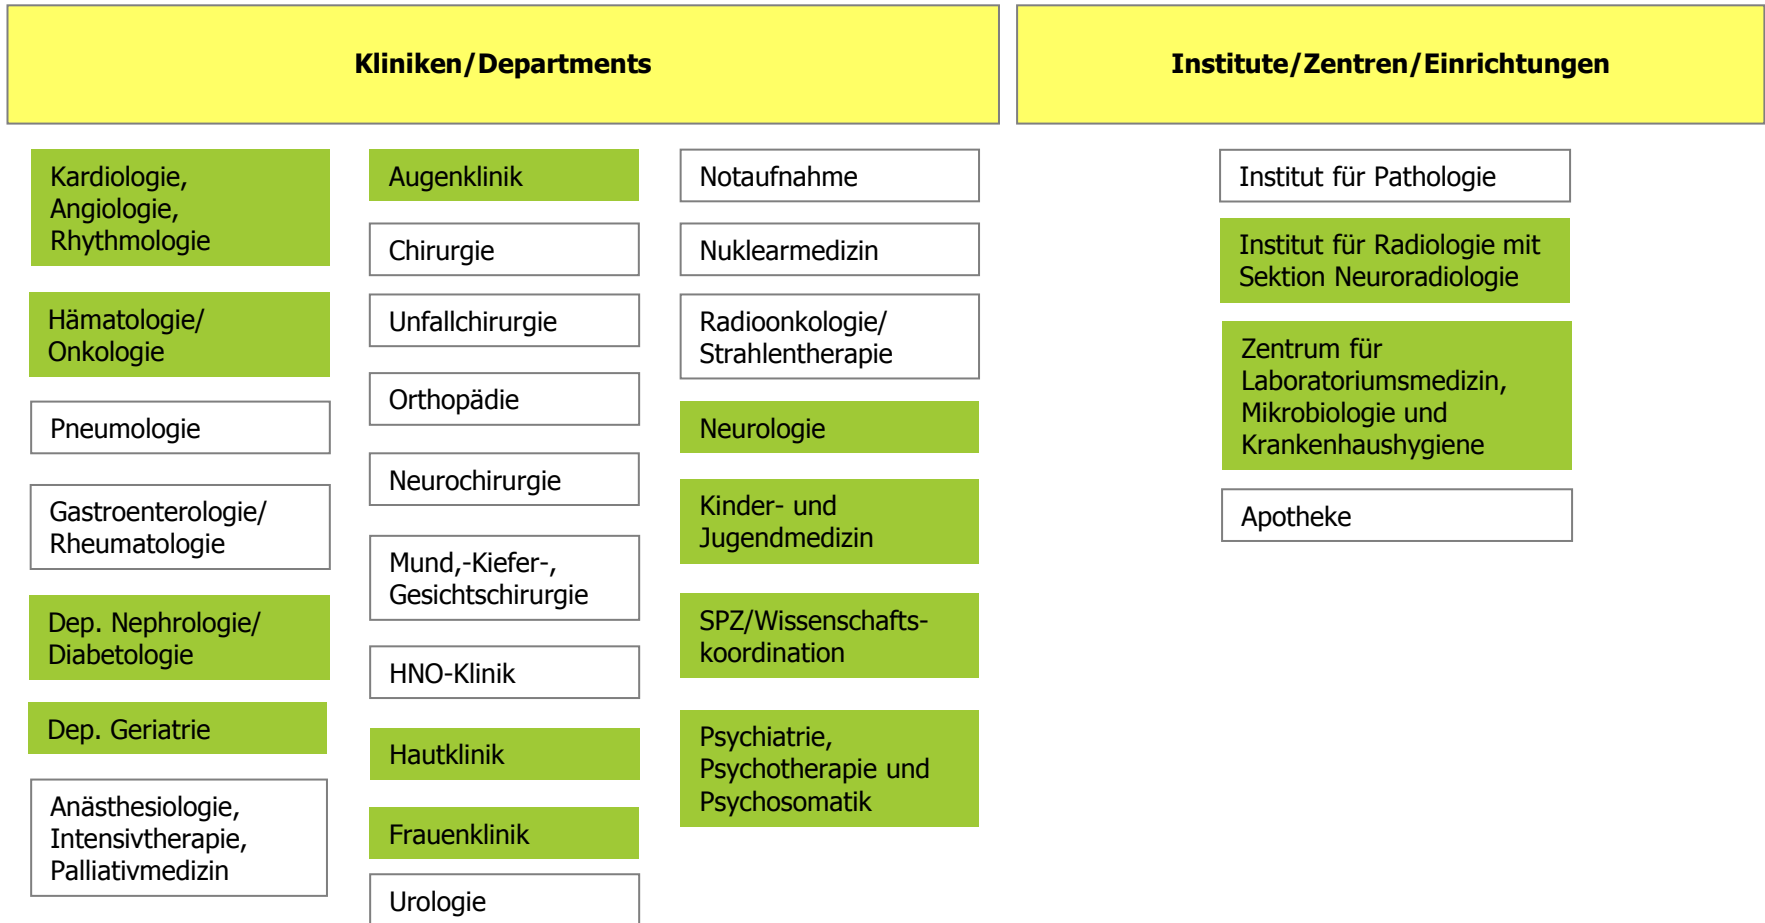 Kliniken/Departments
Institute/Zentren/Einrichtungen
Kardiologie,
Angiologie,
Rhythmologie
Hämatologie/
Onkologie
Pneumologie
Gastroenterologie/
Rheumatologie
Dep. Nephrologie/
Diabetologie
Dep. Geriatrie
Anästhesiologie,
Intensivtherapie,
Palliativmedizin
Augenklinik
Chirurgie
Unfallchirurgie
Orthopädie
Neurochirurgie
Mund,-Kiefer-,
Gesichtschirurgie
HNO-Klinik
Hautklinik
Frauenklinik
Urologie
Notaufnahme
Nuklearmedizin
Radioonkologie/
Strahlentherapie
Neurologie
Kinder- und
Jugendmedizin
SPZ/Wissenschafts-
koordination
Psychiatrie,
Psychotherapie und
Psychosomatik
Institut für Pathologie
Institut für Radiologie mit
Sektion Neuroradiologie
Zentrum für
Laboratoriumsmedizin,
Mikrobiologie und
Krankenhaushygiene
Apotheke